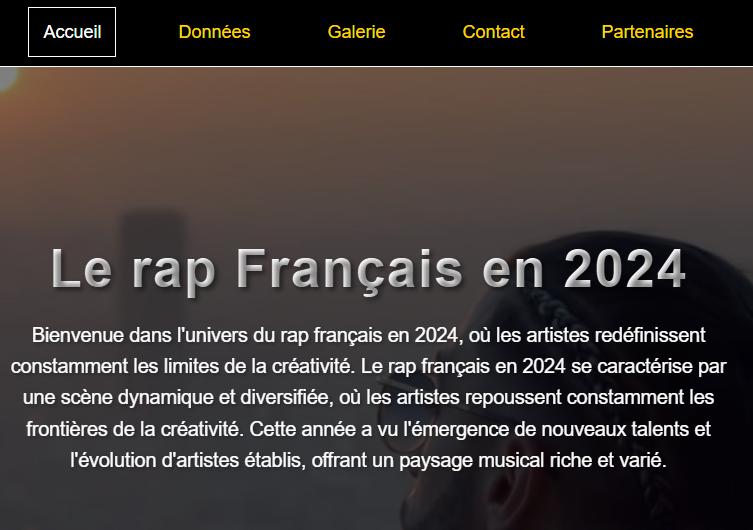 Accueil Données Galerie Contact Partenaires
Le rap Français en 2024
Bienvenue dans l'univers du rap français en 2024, où les artistes redéfinissent
constamment les limites de la créativité. Le rap français en 2024 se caractérise par
une scène dynamique et diversifiée, où les artistes repoussent constamment les
frontières de la créativité. Cette année a vu l'émergence de nouveaux talents et
l'évolution d'artistes établis, offrant un paysage musical riche et varié.